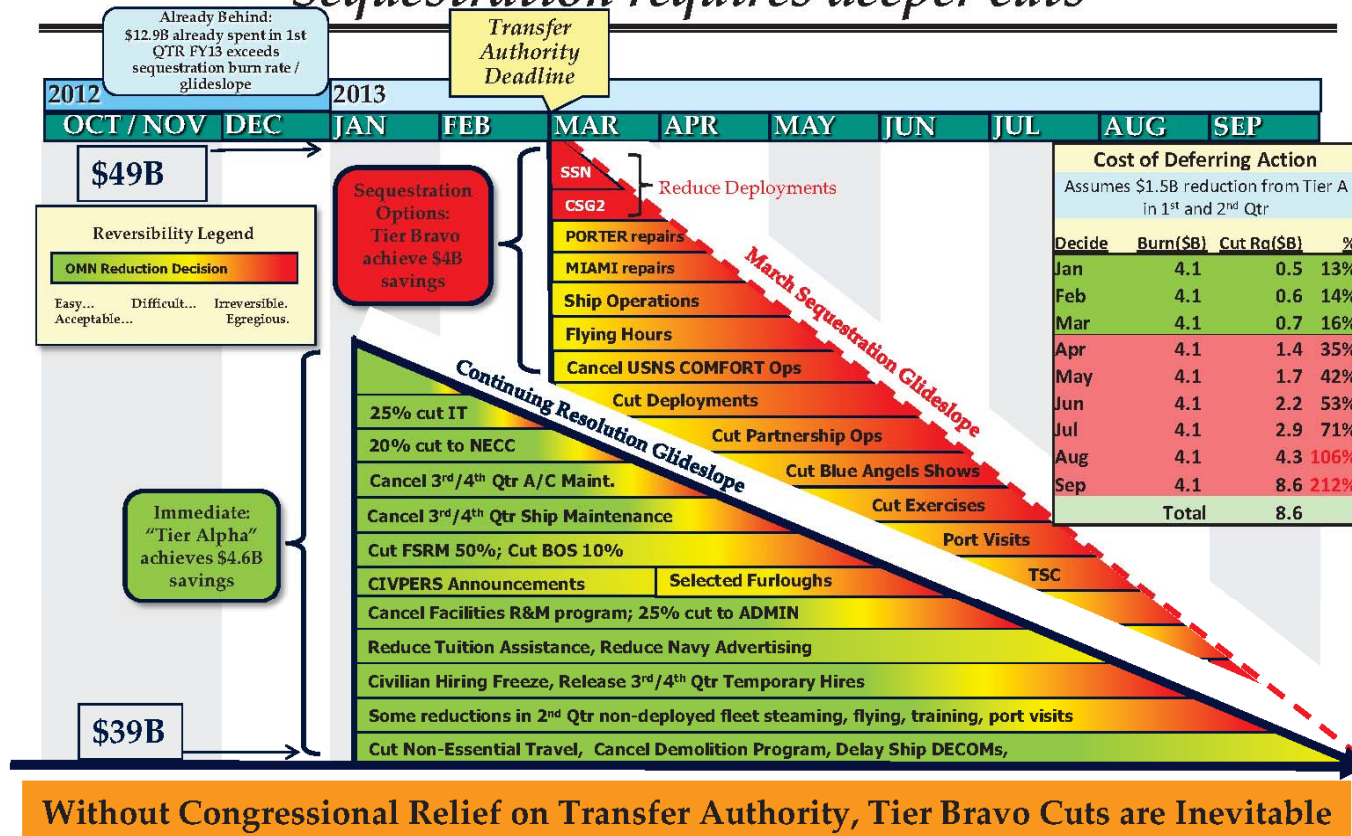 Sequestration requires deeper cuts
Already Behind:
$12.9B already spent in 1st
QTR FY13 exceeds
sequestration burn rate /
glideslope
Transfer
Authority
Deadline
2012
2013
OCT / NOV
DEC
JAN
FEB
MAR
APR
MAY
JUN
JUL
AUG
SEP
$49B
Reversibility Legend
OMN Reduction Decision
Easy... Difficult... Irreversible.
Acceptable... Egregious.
Sequestration
Options:
Tier Bravo
achieve $4B
savings
SSN
CSG2
Reduce Deployments
PORTER repairs
MIAMI repairs
Ship Operations
Flying Hours
Cancel USNS COMFORT Ops
Cut Deployments
Cut Partnership Ops
Cut Blue Angels Shows
Cut Exercises
Port Visits
TSC
March Sequestration Glideslope
Continuing Resolution Glideslope
Cost of Deferring Action
Assumes $1.5B reduction from Tier A
in 1st and 2nd Qtr
Decide Burn($B) Cut Rq($B) %
Jan 4.1 0.5 13%
Feb 4.1 0.6 14%
Mar 4.1 0.7 16%
Apr 4.1 1.4 35%
May 4.1 1.7 42%
Jun 4.1 2.2 53%
Jul 4.1 2.9 71%
Aug 4.1 4.3 106%
Sep 4.1 8.6 212%
Total 8.6
Immediate:
"Tier Alpha"
achieves $4.6B
savings
25% cut IT
20% cut to NECC
Cancel 3rd/4th Qtr A/C Maint.
Cancel 3rd/4th Qtr Ship Maintenance
Cut FSRM 50%; Cut BOS 10%
CIVPERS Announcements
Selected Furloughs
Cancel Facilities R&M program; 25% cut to ADMIN
Reduce Tuition Assistance, Reduce Navy Advertising
Civilian Hiring Freeze, Release 3rd/4th Qtr Temporary Hires
Some reductions in 2nd Qtr non-deployed fleet steaming, flying, training, port visits
Cut Non-Essential Travel, Cancel Demolition Program, Delay Ship DECOMs,
$39B
Without Congressional Relief on Transfer Authority, Tier Bravo Cuts are Inevitable